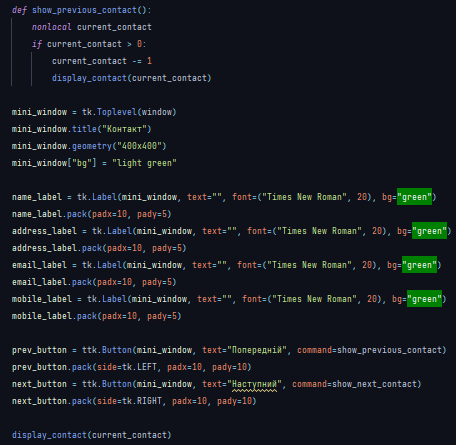 def show_previous_contact():
nonlocal current_contact
if current_contact > 0:
current_contact -= 1
display_contact(current_contact)
mini_window = tk.Toplevel(window)
mini_window.title("Контакт")
mini_window.geometry("400x400")
mini_window["bg"] = "light green"
name_label = tk.Label(mini_window, text="", font=("Times New Roman", 20), bg="green")
name_label.pack(padx=10, pady=5)
address_label = tk.Label(mini_window, text="", font=("Times New Roman", 20), bg="green")
address_label.pack(padx=10, pady=5)
email_label = tk.Label(mini_window, text="", font=("Times New Roman", 20), bg="green")
email_label.pack(padx=10, pady=5)
mobile_label = tk.Label(mini_window, text="", font=("Times New Roman", 20), bg="green")
mobile_label.pack(padx=10, pady=5)
prev_button = ttk.Button(mini_window, text="Попередній", command=show_previous_contact)
prev_button.pack(side=tk.LEFT, padx=10, pady=10)
next_button = ttk.Button(mini_window, text="Наступний", command=show_next_contact)
next_button.pack(side=tk.RIGHT, padx=10, pady=10)
display_contact(current_contact)